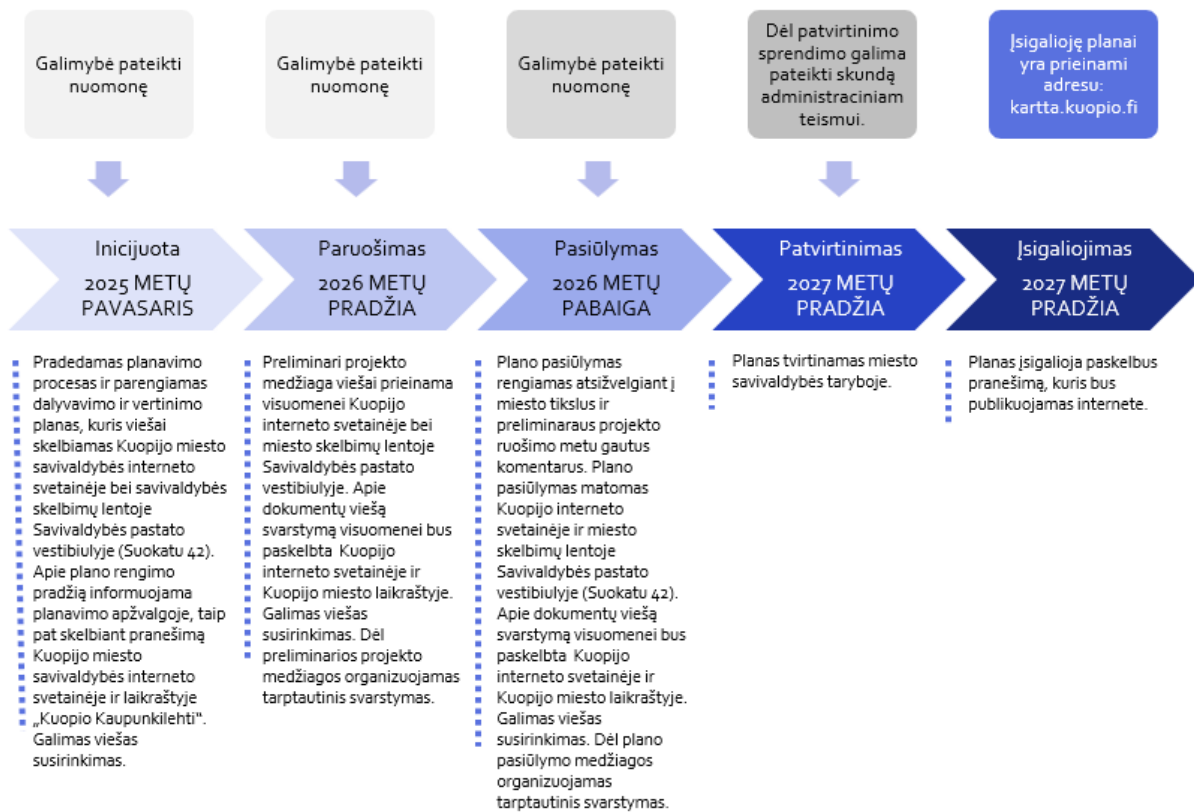 Galimybė pateikti
nuomonę
Galimybė pateikti
nuomonę
Galimybė pateikti
nuomonę
Dėl patvirtinimo
sprendimo galima
pateikti skundą
administraciniam
teismui.
Įsigalioję planai
yra prieinami
adresu:
kartta.kuopio.fi
Inicijuota
2025 METŲ
PAVASARIS
Paruošimas
2026 METŲ
PRADŽIA
Pasiūlymas
2026 METŲ
PABAIGA
Patvirtinimas
2027 METŲ
PRADŽIA
Įsigaliojimas
2027 METŲ
PRADŽIA
Pradedamas planavimo
procesas ir parengiamas
dalyvavimo ir vertinimo
planas, kuris viešai
skelbiamas Kuopijo miesto
savivaldybės interneto
svetainėje bei savivaldybės
skelbimų lentoje
Savivaldybės pastato
vestibiulyje (Suokatu 42).
Apie plano rengimo
pradžią informuojama
planavimo apžvalgoje, taip
pat skelbiant pranešimą
Kuopijo miesto
savivaldybės interneto
svetainėje ir laikraštyje
„Kuopio Kaupunkilehti“.
Galimas viešas
susirinkimas.
Preliminari projekto
medžiaga viešai prieinama
visuomenei Kuopijo
interneto svetainėje bei
miesto skelbimų lentoje
Savivaldybės pastato
vestibiulyje. Apie
dokumentų viešą
svarstymą visuomenei bus
paskelbta Kuopijo
interneto svetainėje ir
Kuopijo miesto laikraštyje.
Galimas viešas
susirinkimas. Dėl
preliminarios projekto
medžiagos organizuojamas
tarptautinis svarstymas.
Plano pasiūlymas
rengiamas atsižvelgiant į
miesto tikslus ir
preliminaraus projekto
ruošimo metu gautus
komentarus. Plano
pasiūlymas matomas
Kuopijo interneto
svetainėje ir miesto
skelbimų lentoje
Savivaldybės pastato
vestibiulyje (Suokatu 42).
Apie dokumentų viešą
svarstymą visuomenei bus
paskelbta Kuopijo
interneto svetainėje ir
Kuopijo miesto laikraštyje.
Galimas viešas
susirinkimas. Dėl plano
pasiūlymo medžiagos
organizuojamas
tarptautinis svarstymas.
Planas tvirtinamas miesto
savivaldybės taryboje.
Planas įsigalioja paskelbus
pranešimą, kuris bus
publikuojamas internete.